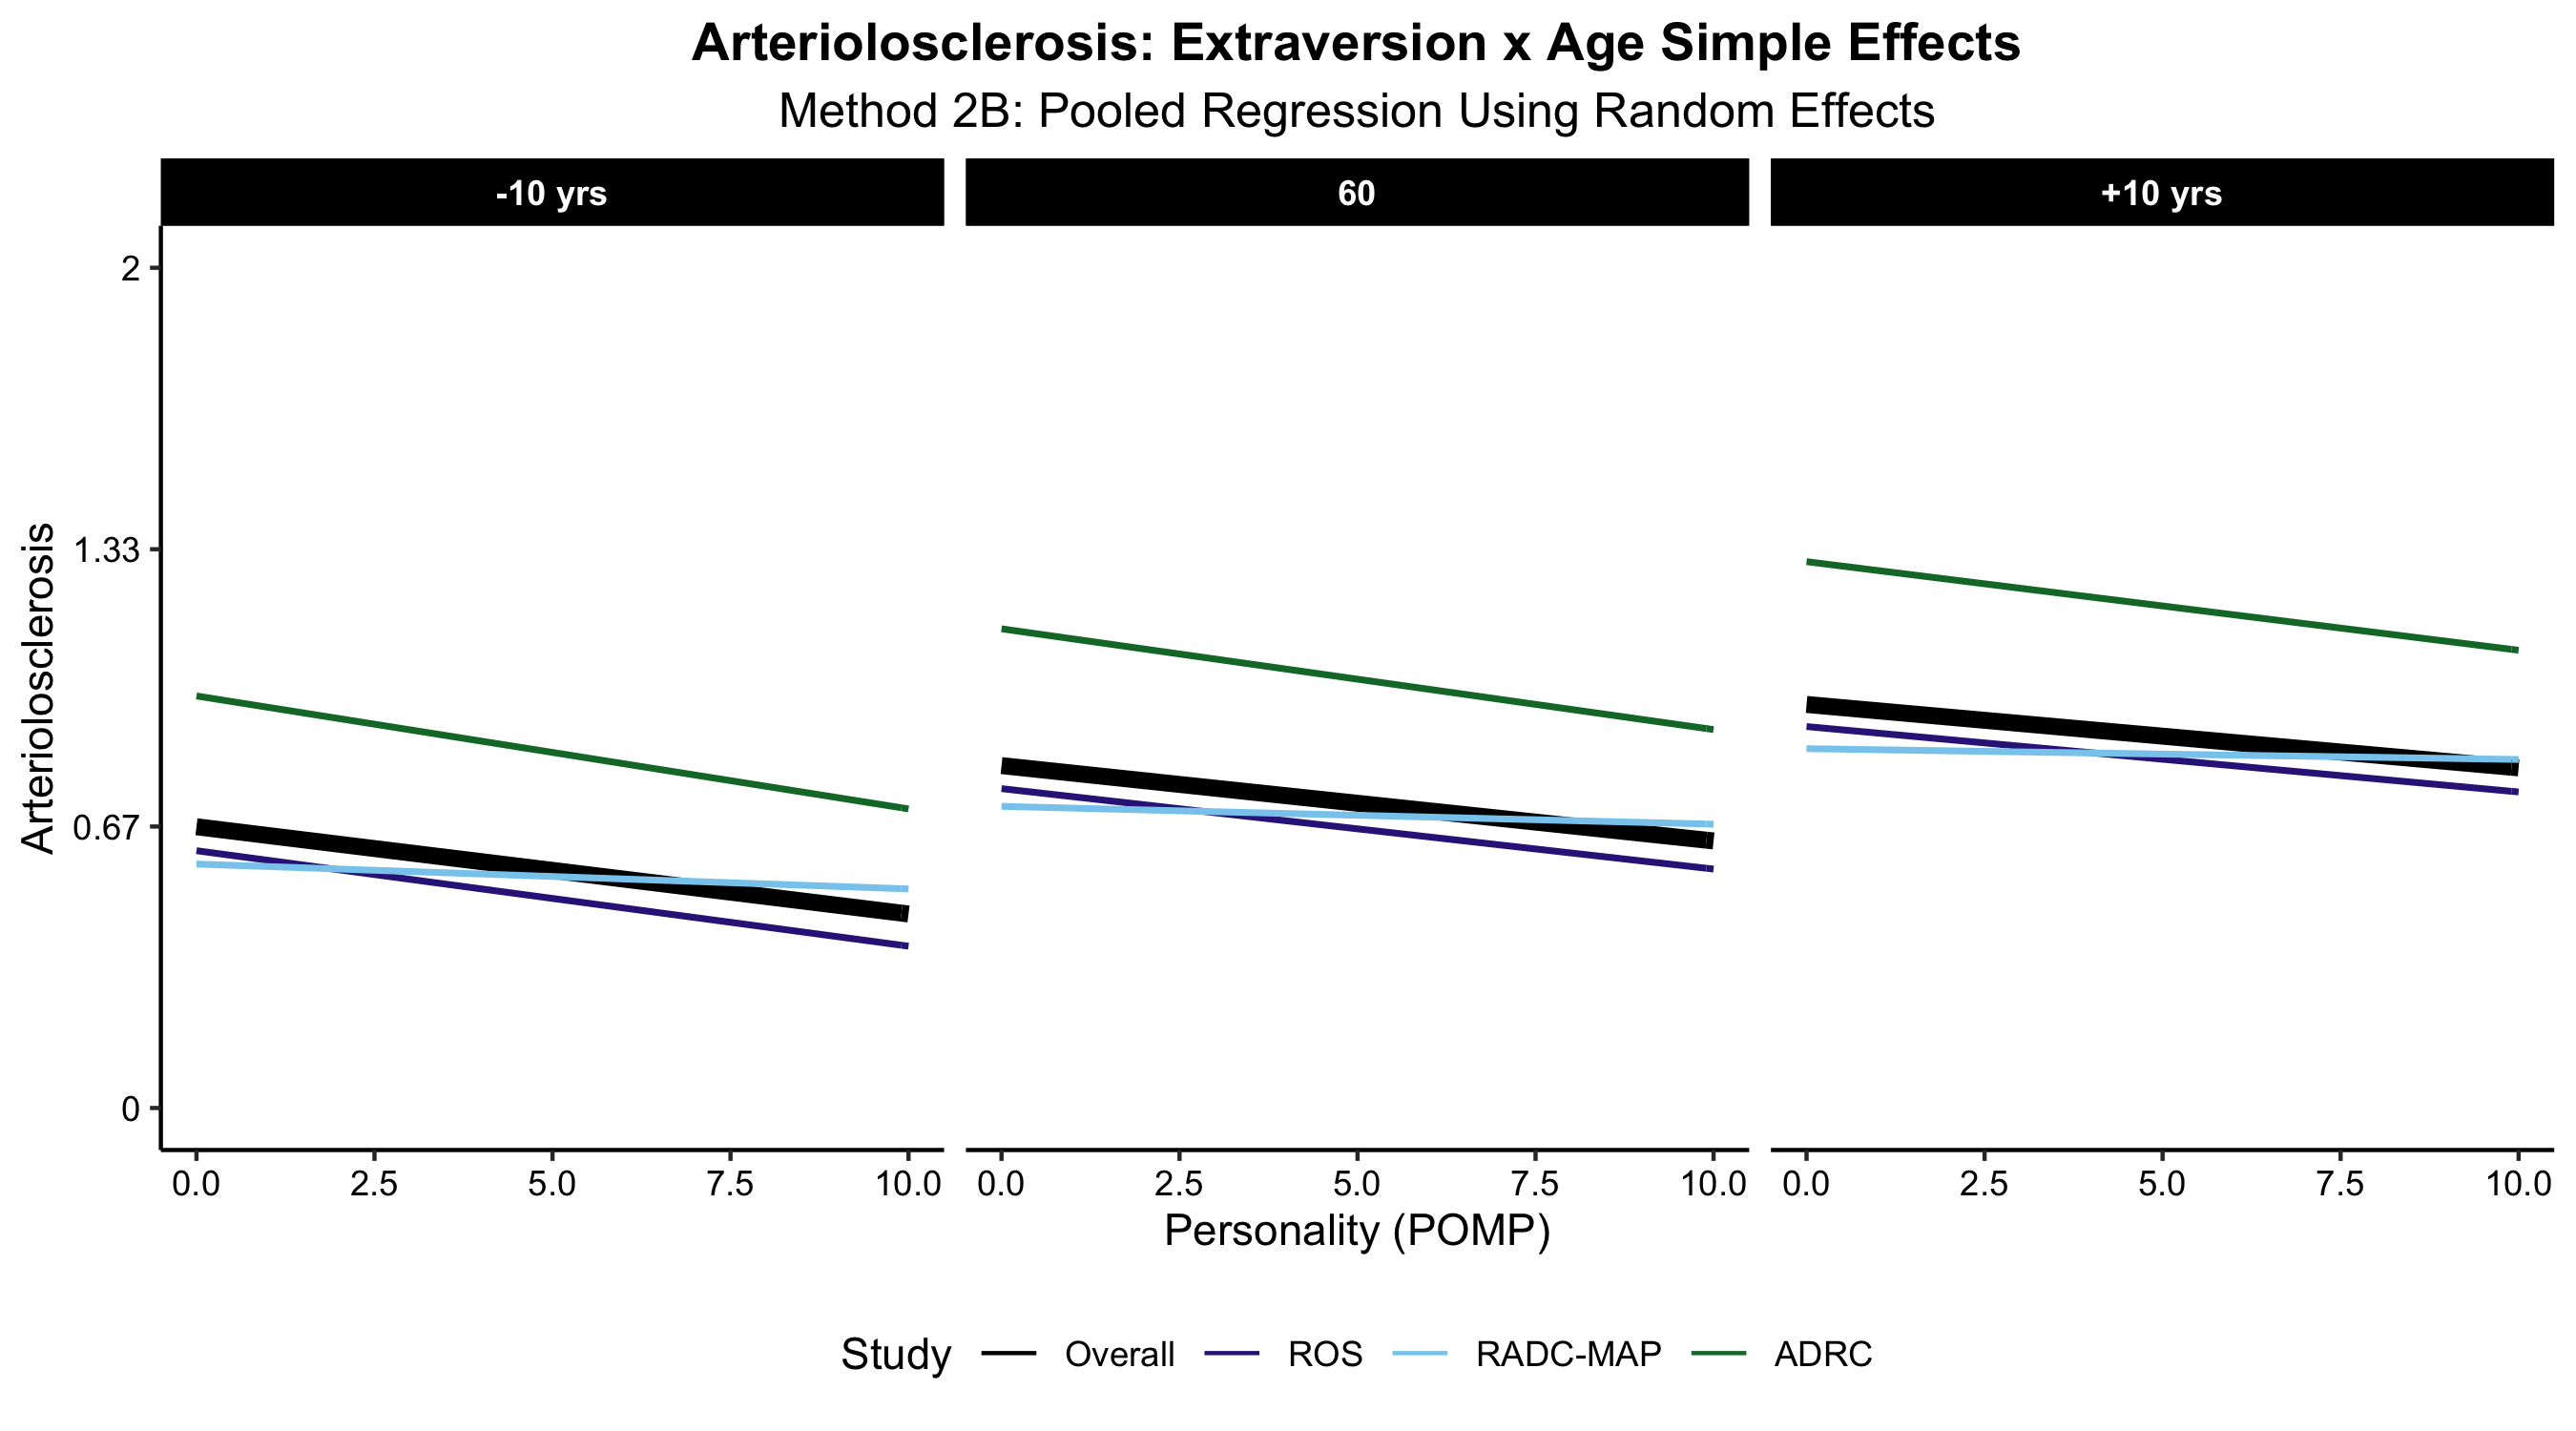 Arteriolosclerosis: Extraversion x Age Simple Effects
Method 2B: Pooled Regression Using Random Effects
-10 yrs 60 +10 yrs
2
1.33
0.67
0
Arteriolosclerosis
0.0 2.5 5.0 7.5 10.0 0.0 2.5 5.0 7.5 10.0 0.0 2.5 5.0 7.5 10.0
Personality (POMP)
Study Overall ROS RADC-MAP ADRC